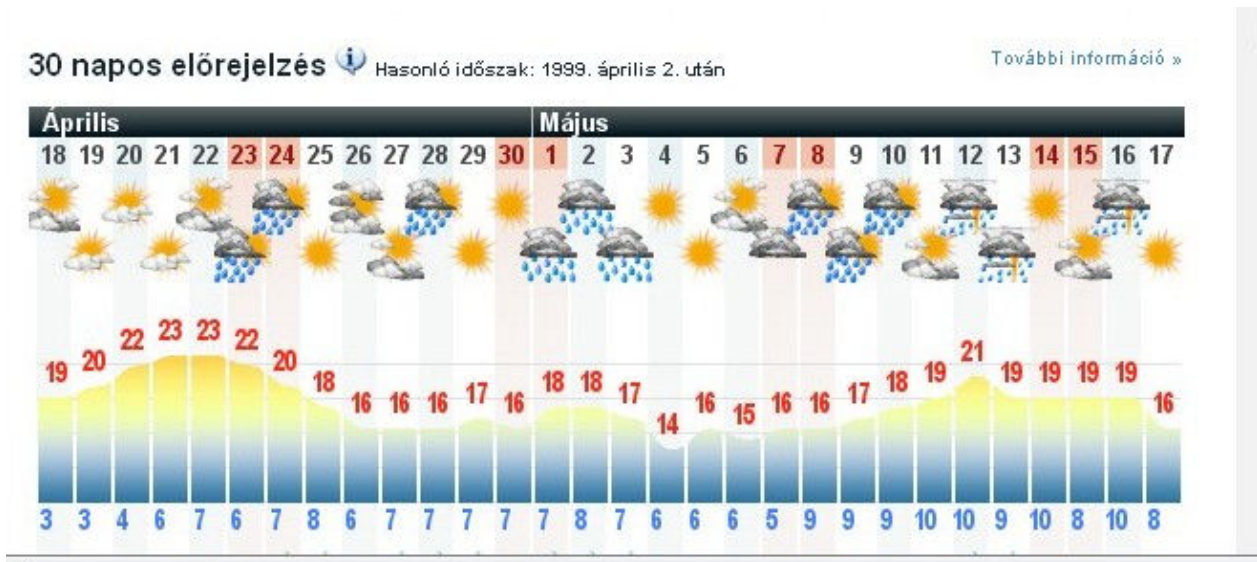 30 napos előrejelzés i Hasonló időszak: 1999. április 2. után
További információ »
Április Május
18 19 20 21 22 23 24 25 26 27 28 29 30 1 2 3 4 5 6 7 8 9 10 11 12 13 14 15 16 17
19 20 22 23 23 22 20 18 16 16 16 17 16 18 18 17 14 16 15 16 16 17 18 19 21 19 19 19 19 16
3 3 4 6 7 6 7 8 6 7 7 7 7 7 8 7 6 6 6 5 9 9 9 10 10 9 10 8 10 8